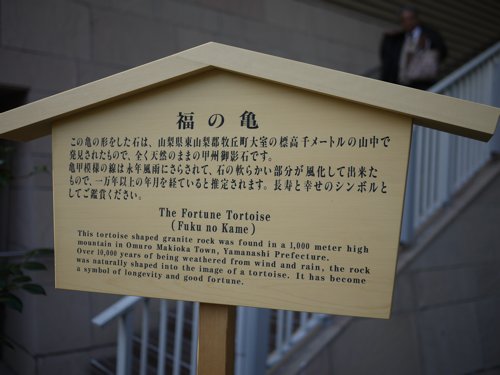 福の亀
この亀の形をした石は、山梨県東山梨郡牧丘町大室の標高千メートルの山中で
発見されたもので、全く天然のままの甲州御影石です。
亀甲模様の線は永年風雨にさらされて、石の軟らかい部分が風化して出来た
もので、一万年以上の年月を経ていると推定されます。長寿と幸せのシンボルと
してご鑑賞ください。
The Fortune Tortoise
(Fuku no Kame)
This tortoise shaped granite rock was found in a 1,000 meter high
mountain in Omuro Makioka Town, Yamanashi Prefecture.
Over 10,000 years of being weathered from wind and rain, the rock
was naturally shaped into the image of a tortoise. It has become
a symbol of longevity and good fortune.